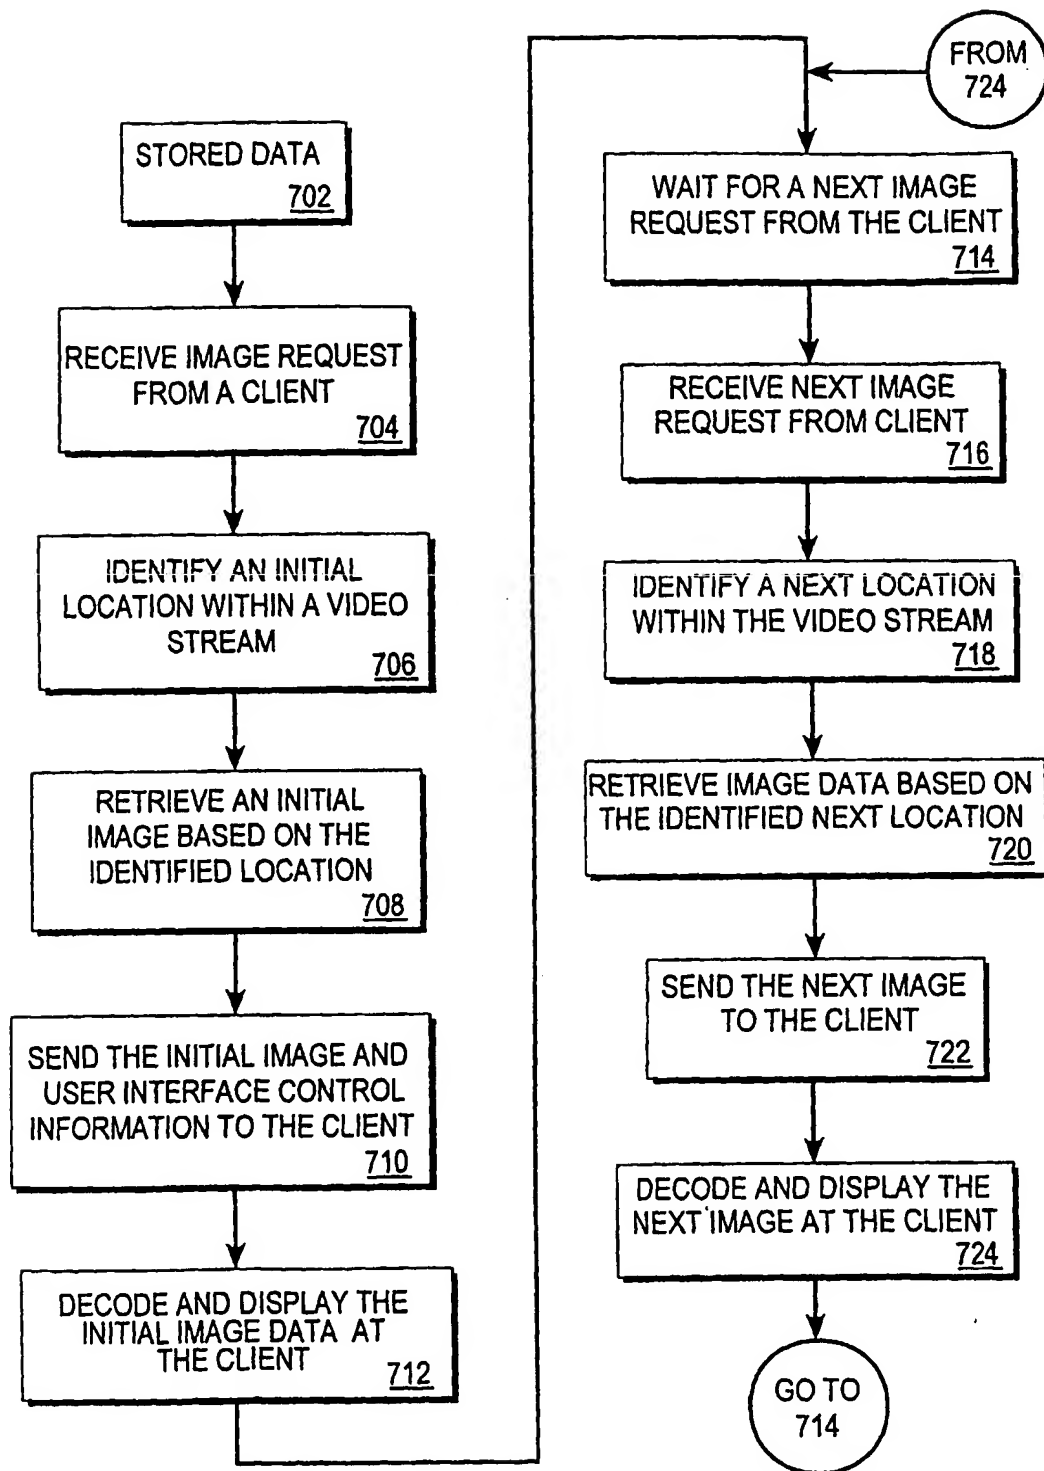 STORED DATA
702
RECEIVE IMAGE REQUEST
FROM A CLIENT
704
IDENTIFY AN INITIAL
LOCATION WITHIN A VIDEO
STREAM
706
RETRIEVE AN INITIAL
IMAGE BASED ON THE
IDENTIFIED LOCATION
708
SEND THE INITIAL IMAGE AND
USER INTERFACE CONTROL
INFORMATION TO THE CLIENT
710
DECODE AND DISPLAY THE
INITIAL IMAGE DATA AT
THE CLIENT
712
FROM
724
WAIT FOR A NEXT IMAGE
REQUEST FROM THE CLIENT
714
RECEIVE NEXT IMAGE
REQUEST FROM CLIENT
716
IDENTIFY A NEXT LOCATION
WITHIN THE VIDEO STREAM
718
RETRIEVE IMAGE DATA BASED ON
THE IDENTIFIED NEXT LOCATION
720
SEND THE NEXT IMAGE
TO THE CLIENT
722
DECODE AND DISPLAY THE
NEXT IMAGE AT THE CLIENT
724
GO TO
714